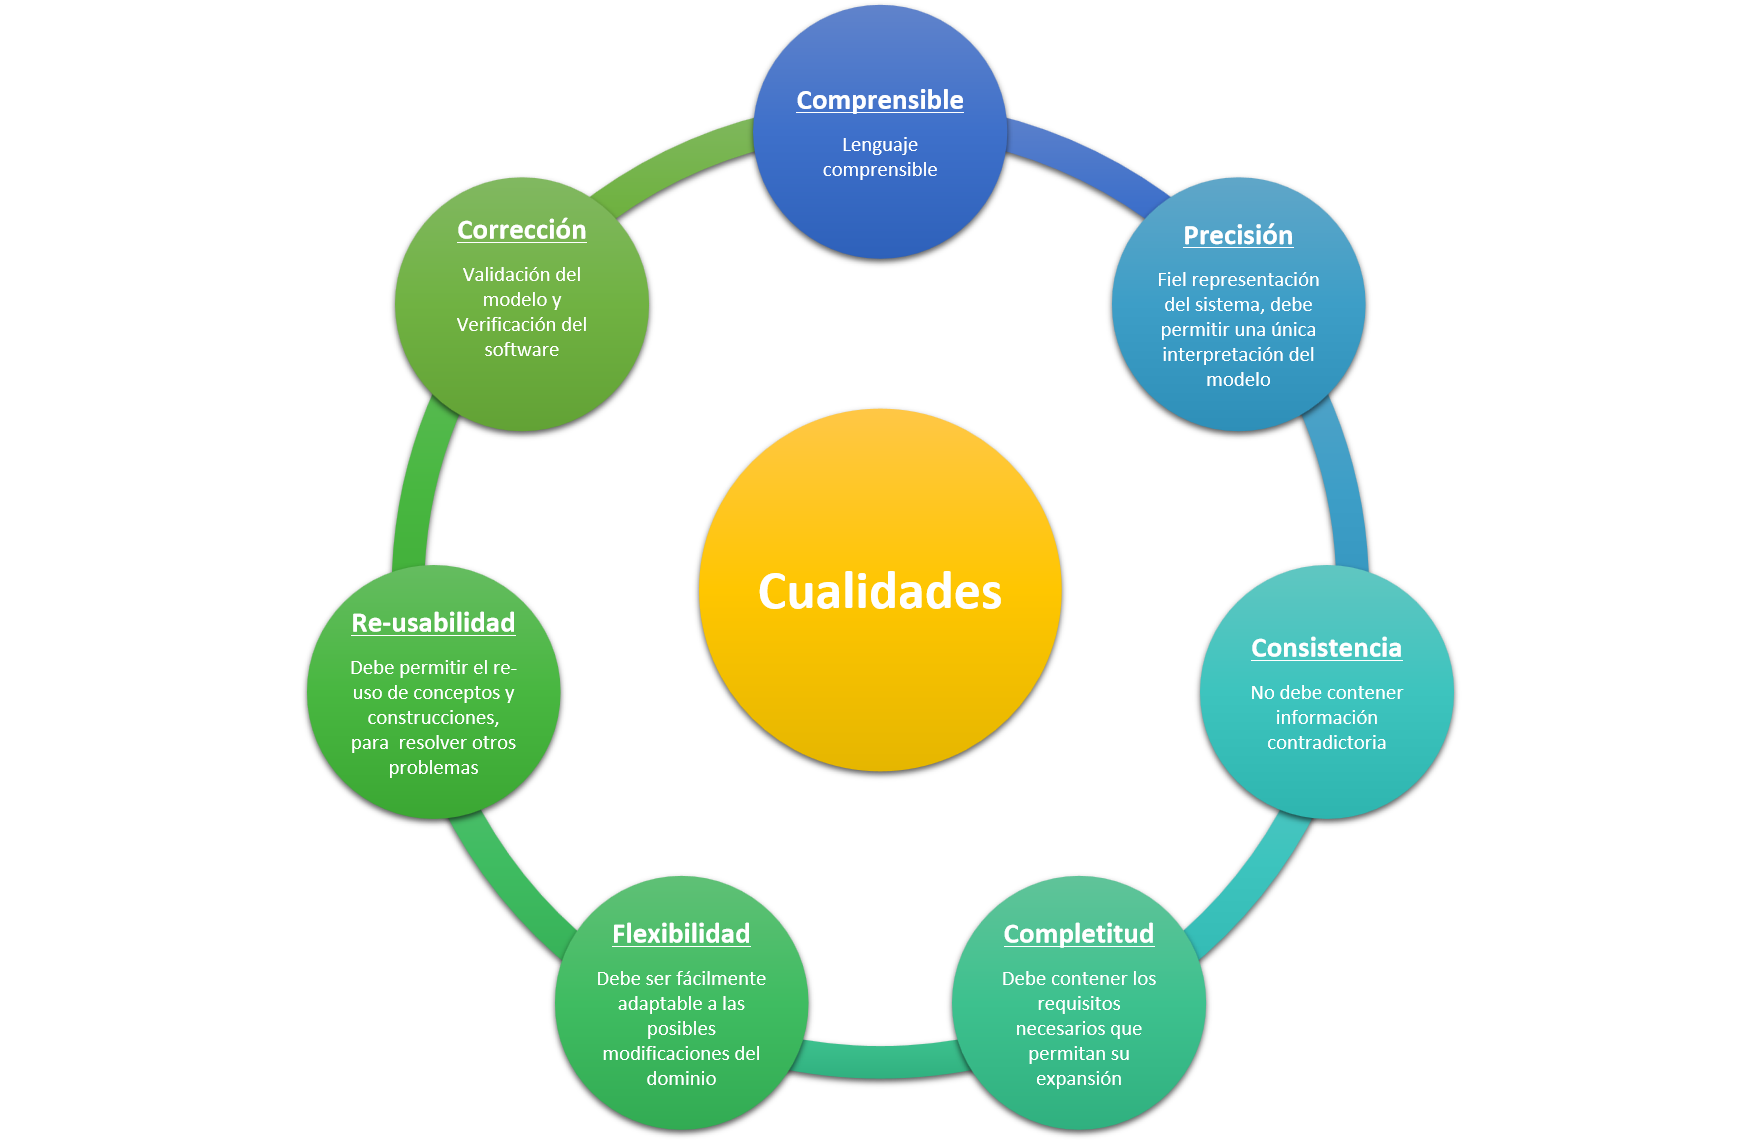 Comprensible
Lenguaje
comprensible
Precisión
Fiel representación
del sistema, debe
permitir una única
interpretación del
modelo
Consistencia
No debe contener
información
contradictoria
Completitud
Debe contener los
requisitos
necesarios que
permitan su
expansión
Flexibilidad
Debe ser fácilmente
adaptable a las
posibles
modificaciones del
dominio
Re-usabilidad
Debe permitir el re-
uso de conceptos y
construcciones,
para  resolver otros
problemas
Corrección
Validación del
modelo y
Verificación del
software
Cualidades